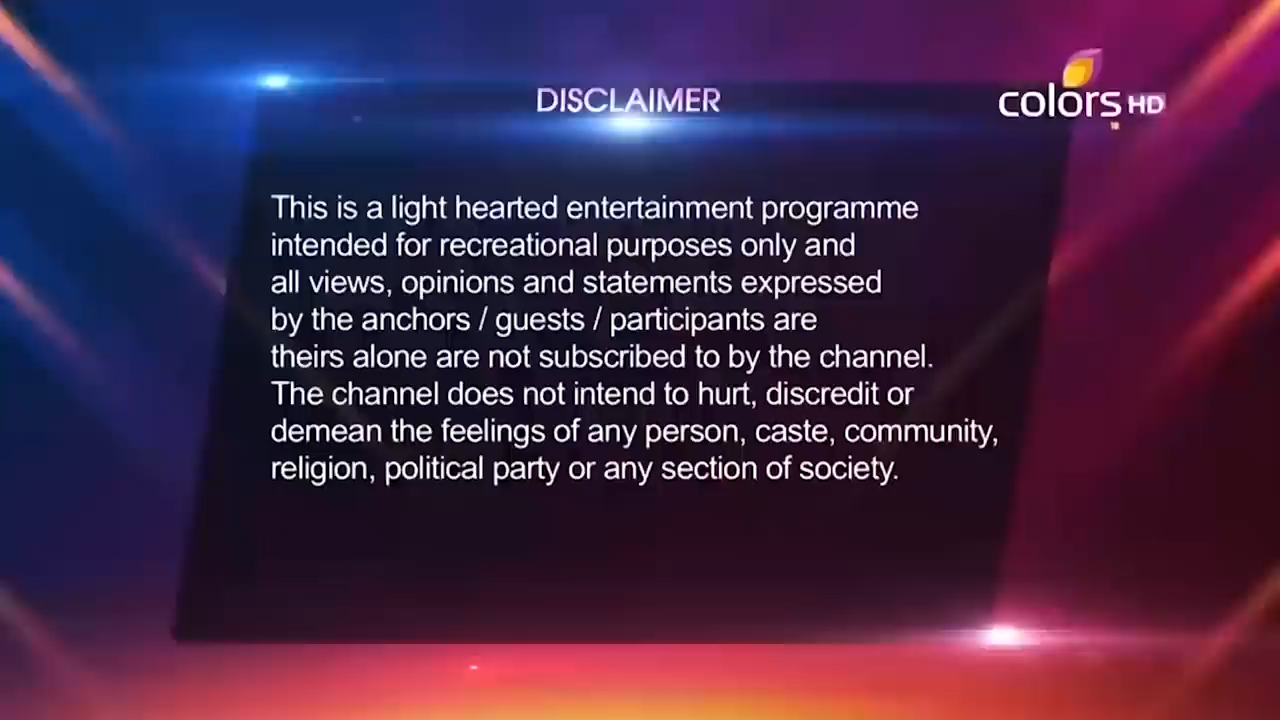 DISCLAIMER
colors HD
This is a light hearted entertainment programme
intended for recreational purposes only and
all views, opinions and statements expressed
by the anchors / guests / participants are
theirs alone are not subscribed to by the channel.
The channel does not intend to hurt, discredit or
demean the feelings of any person, caste, community,
religion, political party or any section of society.